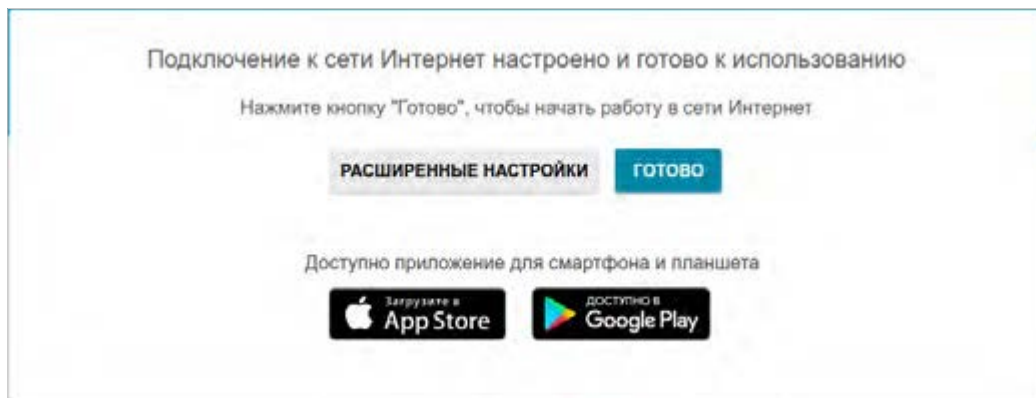 Подключение к сети Интернет настроено и готово к использованию
Нажмите кнопку "Готово", чтобы начать работу в сети Интернет
РАСШИРЕННЫЕ НАСТРОЙКИ ГОТОВО
Доступно приложение для смартфона и планшета
Загрузите в
App Store
ДОСТУПНО В
Google Play